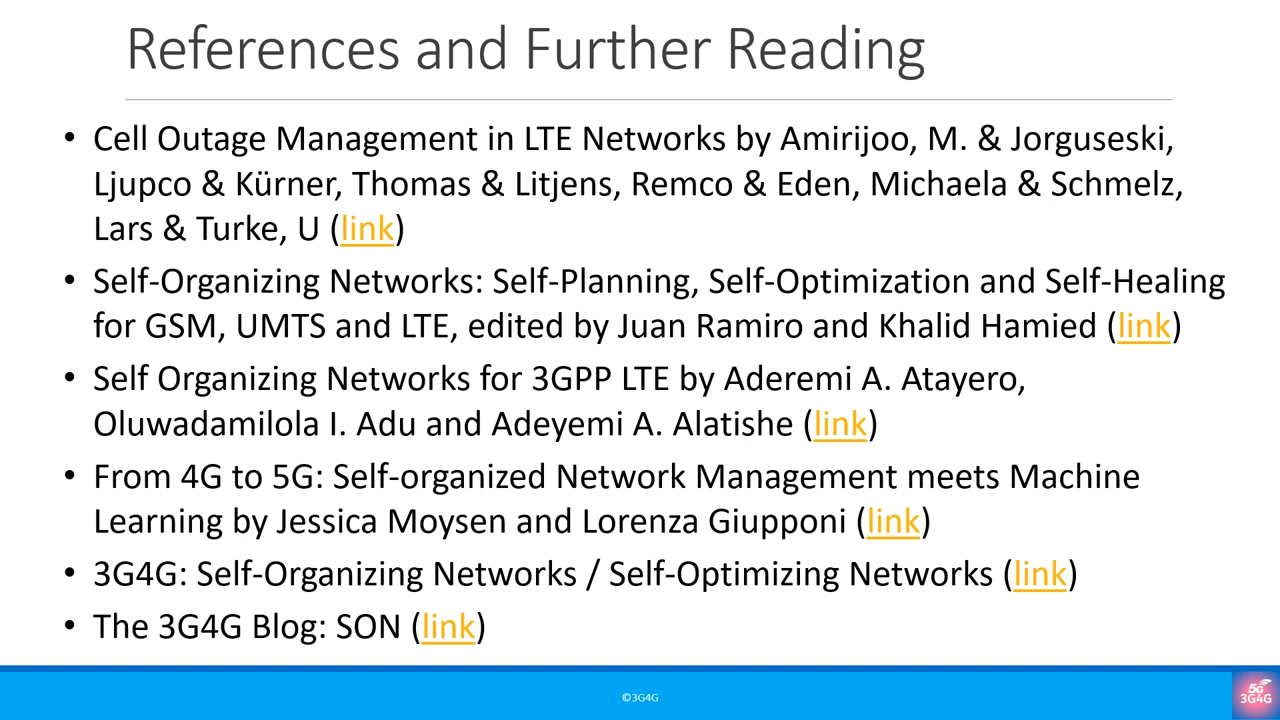 References and Further Reading
• Cell Outage Management in LTE Networks by Amirijoo, M. & Jorguseski,
Ljupco & Kürner, Thomas & Litjens, Remco & Eden, Michaela & Schmelz,
Lars & Turke, U (link)
• Self-Organizing Networks: Self-Planning, Self-Optimization and Self-Healing
for GSM, UMTS and LTE, edited by Juan Ramiro and Khalid Hamied (link)
• Self Organizing Networks for 3GPP LTE by Aderemi A. Atayero,
Oluwadamilola I. Adu and Adeyemi A. Alatishe (link)
• From 4G to 5G: Self-organized Network Management meets Machine
Learning by Jessica Moysen and Lorenza Giupponi (link)
• 3G4G: Self-Organizing Networks / Self-Optimizing Networks (link)
• The 3G4G Blog: SON (link)
©3G4G
5G
3G4G